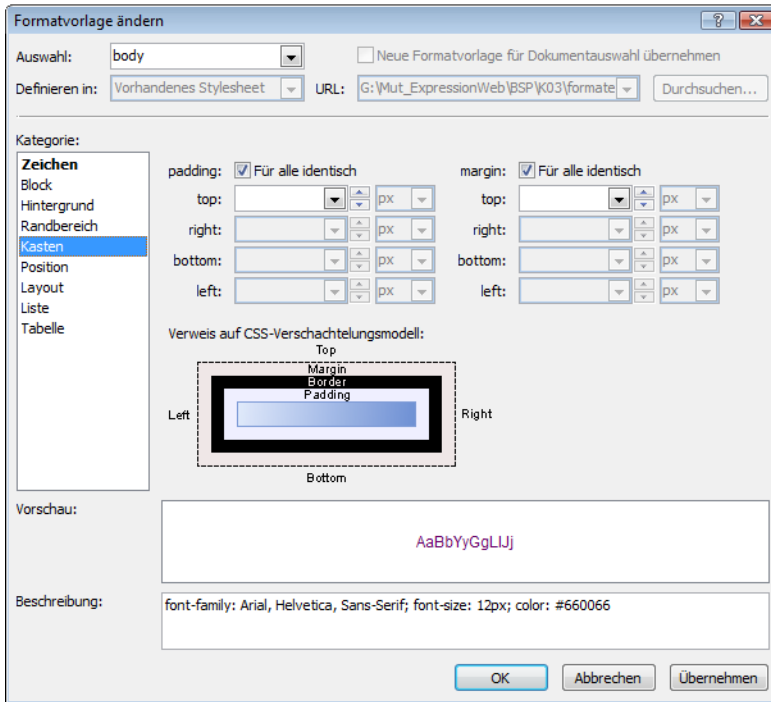 Formatvorlage ändern
Auswahl: body Neue Formatvorlage für Dokumentauswahl übernehmen
Definieren in: Vorhandenes Stylesheet URL: G:\Mut_ExpressionWeb\BSP\K03\formate Durchsuchen...
Kategorie:
Zeichen
Block
Hintergrund
Randbereich
Kasten
Position
Layout
Liste
Tabelle
padding: Für alle identisch margin: Für alle identisch
top: px top: px
right: px right: px
bottom: px bottom: px
left: px left: px
Verweis auf CSS-Verschachtelungsmodell:
Top
Margin
Border
Padding
Left Right
Bottom
Vorschau:
AaBbYyGgLlJj
Beschreibung: font-family: Arial, Helvetica, Sans-Serif; font-size: 12px; color: #660066
OK Abbrechen Übernehmen